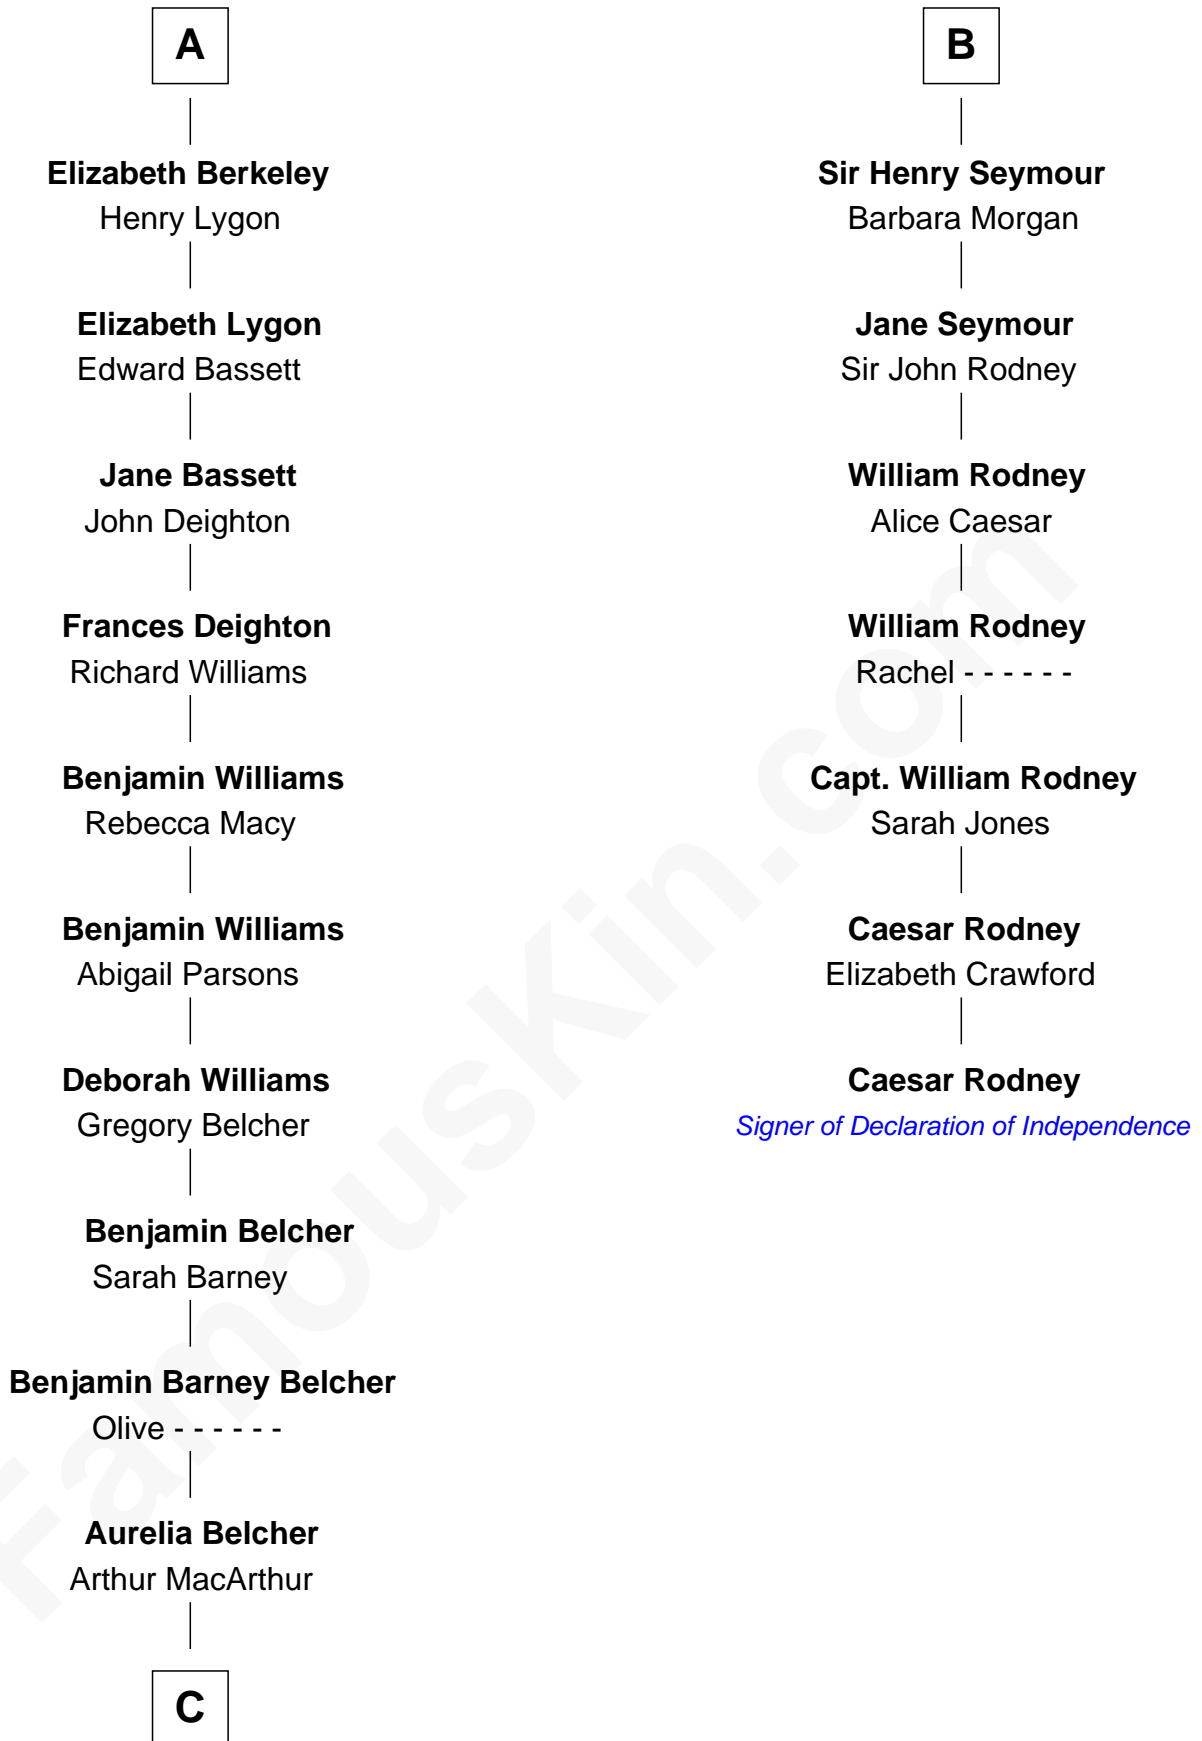 A
Elizabeth Berkeley
Henry Lygon
Elizabeth Lygon
Edward Bassett
Jane Bassett
John Deighton
Frances Deighton
Richard Williams
Benjamin Williams
Rebecca Macy
Benjamin Williams
Abigail Parsons
Deborah Williams
Gregory Belcher
Benjamin Belcher
Sarah Barney
Benjamin Barney Belcher
Olive - - - - - -
Aurelia Belcher
Arthur MacArthur
C
B
Sir Henry Seymour
Barbara Morgan
Jane Seymour
Sir John Rodney
William Rodney
Alice Caesar
William Rodney
Rachel - - - - - -
Capt. William Rodney
Sarah Jones
Caesar Rodney
Elizabeth Crawford
Caesar Rodney
Signer of Declaration of Independence
FamousKin.com